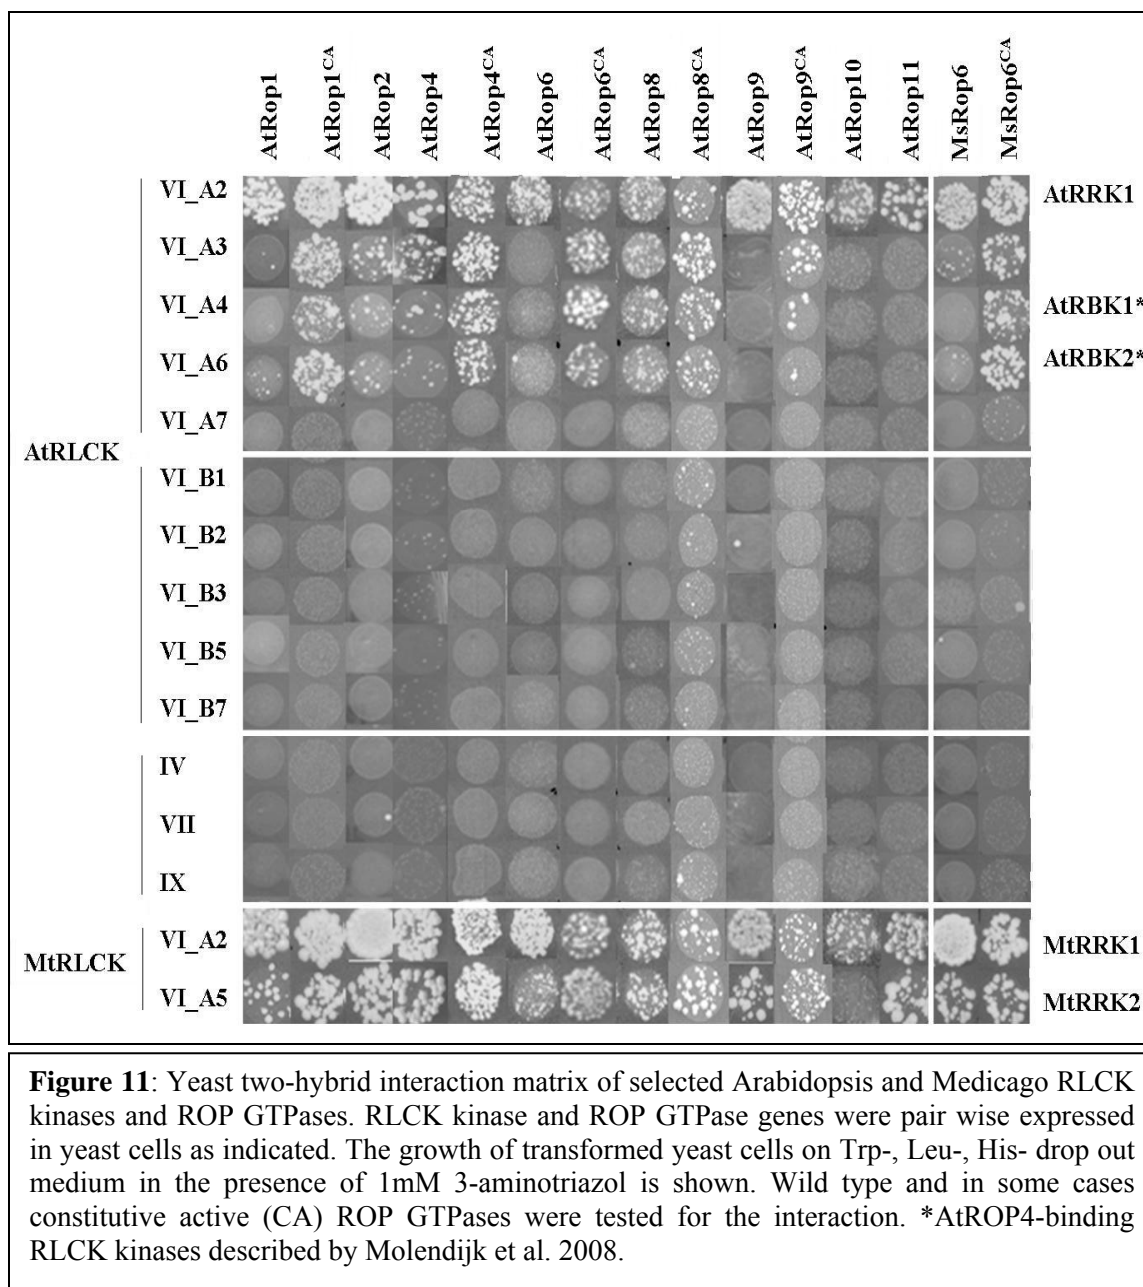 AtRop1 AtRop1CA AtRop2 AtRop4 AtRop4CA AtRop6 AtRop6CA AtRop8 AtRop8CA AtRop9 AtRop9CA AtRop10 AtRop11 MsRop6 MsRop6CA
VI_A2 AtRRK1
VI_A3
VI_A4 AtRBK1*
VI_A6 AtRBK2*
VI_A7
AtRLCK
VI_B1
VI_B2
VI_B3
VI_B5
VI_B7
IV
VII
IX
VI_A2 MtRRK1
MtRLCK
VI_A5 MtRRK2
Figure 11: Yeast two-hybrid interaction matrix of selected Arabidopsis and Medicago RLCK
kinases and ROP GTPases. RLCK kinase and ROP GTPase genes were pair wise expressed
in yeast cells as indicated. The growth of transformed yeast cells on Trp-, Leu-, His- drop out
medium in the presence of 1mM 3-aminotriazol is shown. Wild type and in some cases
constitutive active (CA) ROP GTPases were tested for the interaction. *AtROP4-binding
RLCK kinases described by Molendijk et al. 2008.